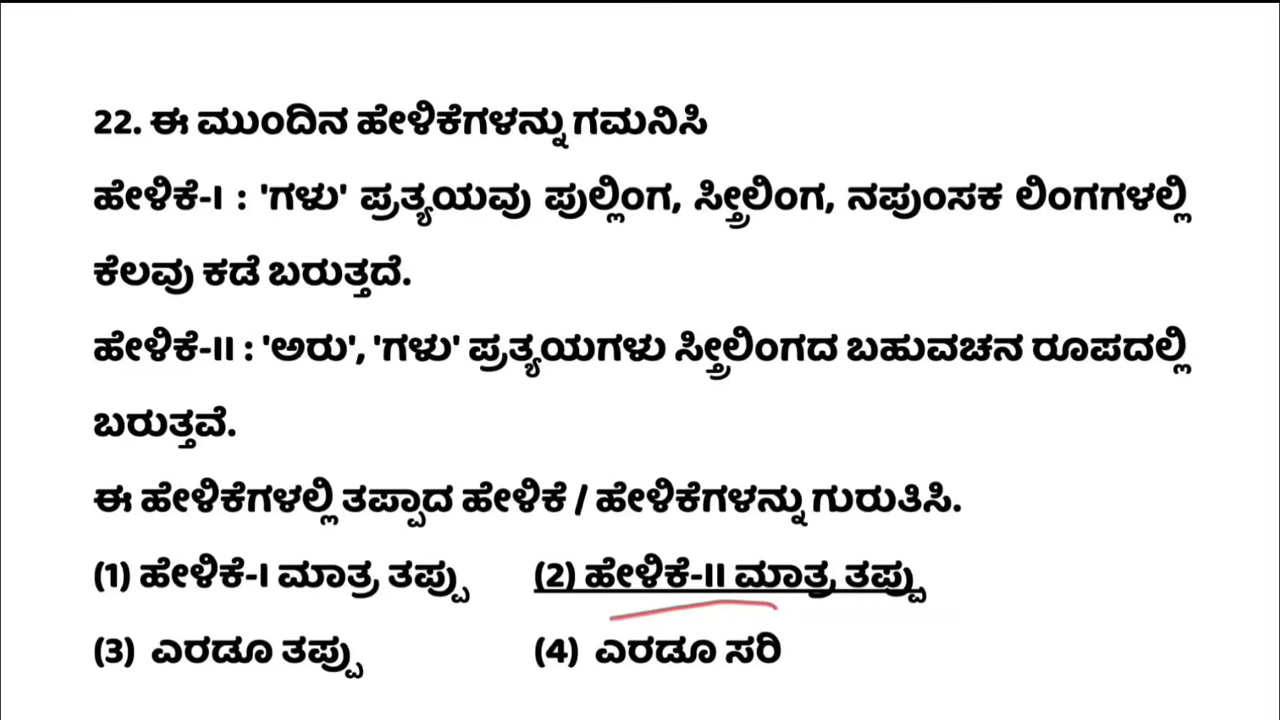 22. ಈ ಮುಂದಿನ ಹೇಳಿಕೆಗಳನ್ನು ಗಮನಿಸಿ
ಹೇಳಿಕೆ-I : 'ಗಳು' ಪ್ರತ್ಯಯವು ಪುಲ್ಲಿಂಗ, ಸ್ತ್ರೀಲಿಂಗ, ನಪುಂಸಕ ಲಿಂಗಗಳಲ್ಲಿ
ಕೆಲವು ಕಡೆ ಬರುತ್ತದೆ.
ಹೇಳಿಕೆ-II : 'ಅರು', 'ಗಳು' ಪ್ರತ್ಯಯಗಳು ಸ್ತ್ರೀಲಿಂಗದ ಬಹುವಚನ ರೂಪದಲ್ಲಿ
ಬರುತ್ತವೆ.
ಈ ಹೇಳಿಕೆಗಳಲ್ಲಿ ತಪ್ಪಾದ ಹೇಳಿಕೆ / ಹೇಳಿಕೆಗಳನ್ನು ಗುರುತಿಸಿ.
(1) ಹೇಳಿಕೆ-I ಮಾತ್ರ ತಪ್ಪು (2) ಹೇಳಿಕೆ-II ಮಾತ್ರ ತಪ್ಪು
(3) ಎರಡೂ ತಪ್ಪು (4) ಎರಡೂ ಸರಿ